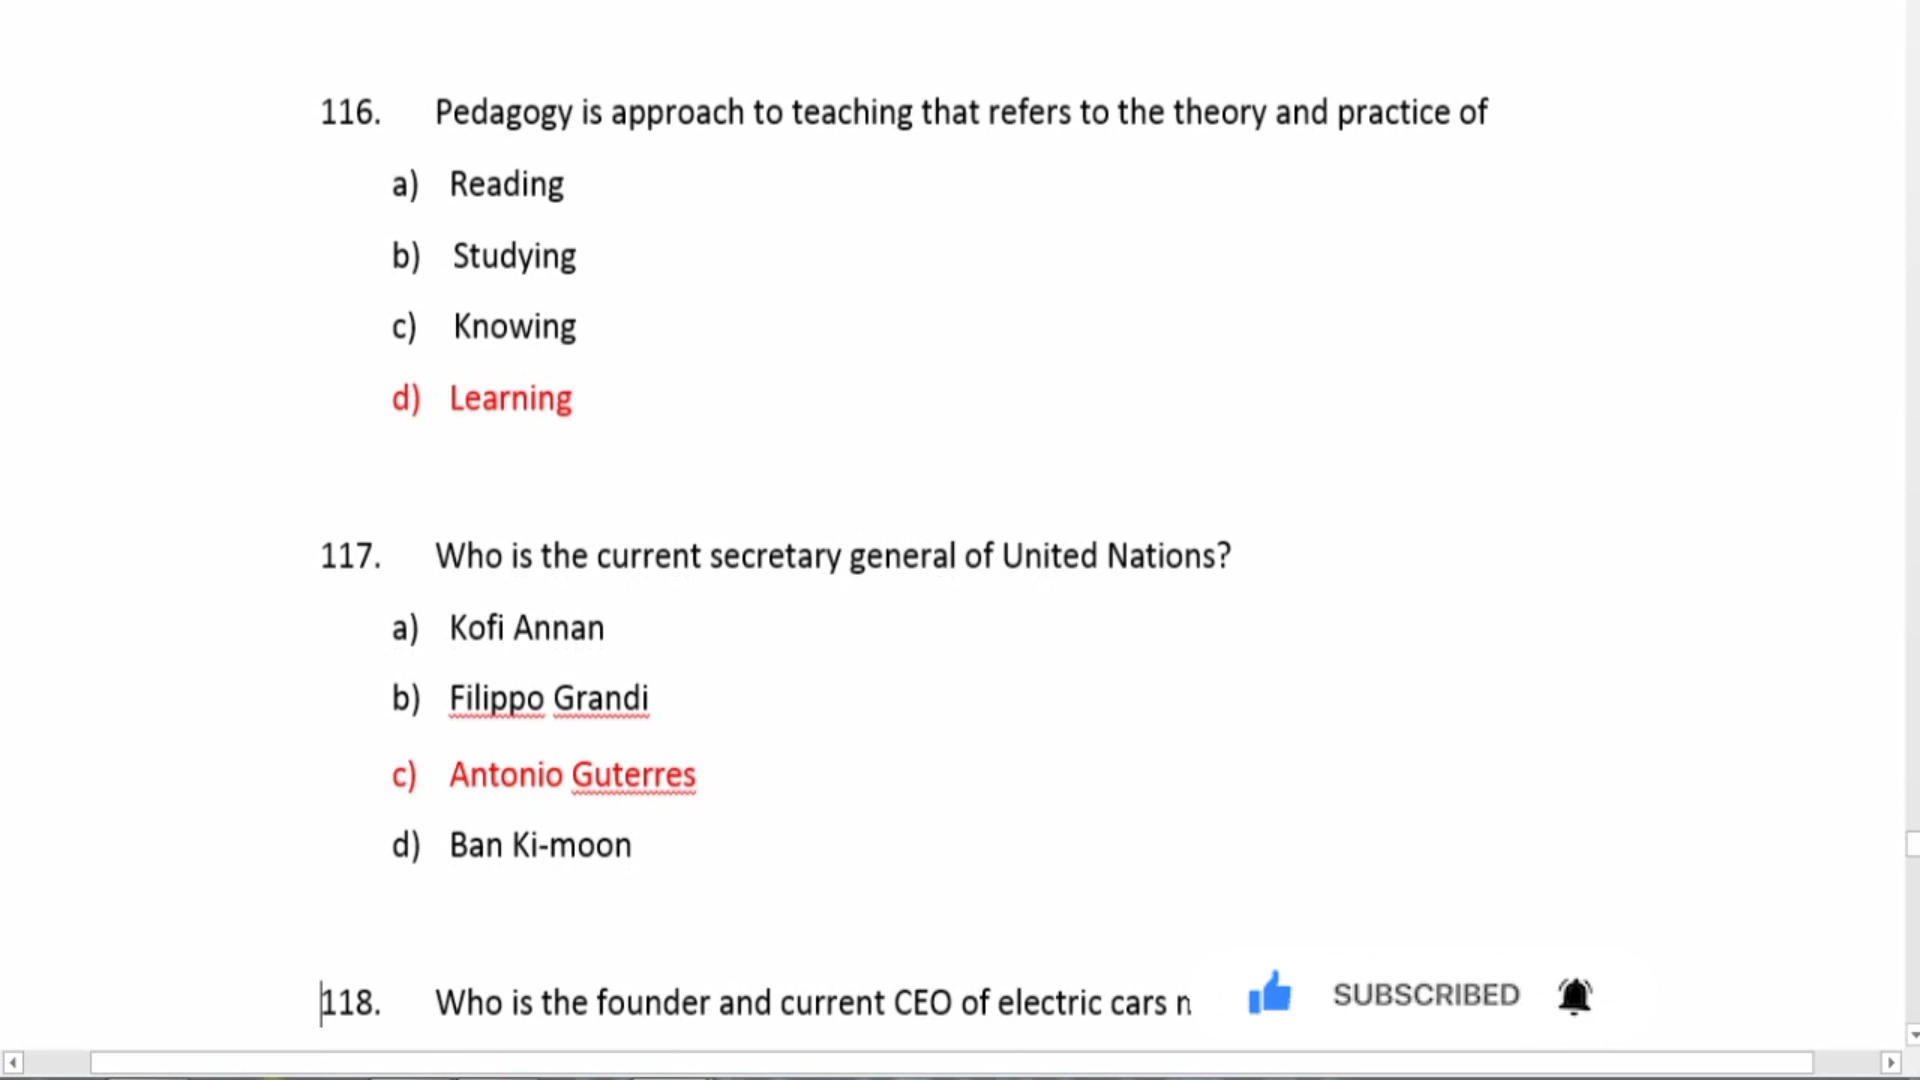 116. Pedagogy is approach to teaching that refers to the theory and practice of
a) Reading
b) Studying
c) Knowing
d) Learning
117. Who is the current secretary general of United Nations?
a) Kofi Annan
b) Filippo Grandi
c) Antonio Guterres
d) Ban Ki-moon
118. Who is the founder and current CEO of electric cars
SUBSCRIBED